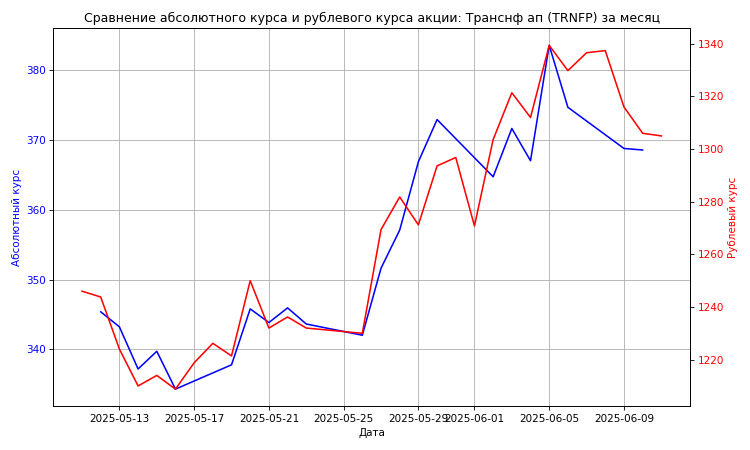 Сравнение абсолютного курса и рублевого курса акции: Транснф ап (TRNFP) за месяц
380
370
360
350
340
Абсолютный курс
1340
1320
1300
1280
1260
1240
1220
Рублевый курс
2025-05-13 2025-05-17 2025-05-21 2025-05-25 2025-05-29 2025-06-01 2025-06-05 2025-06-09
Дата